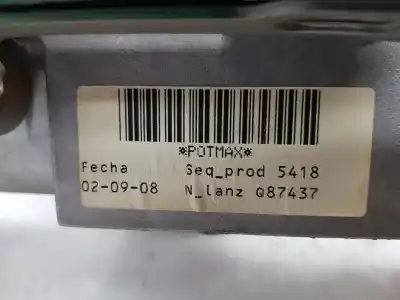 *POTMAX*
Fecha Seq_prod 5418
02-09-08 N_lanz Q87437